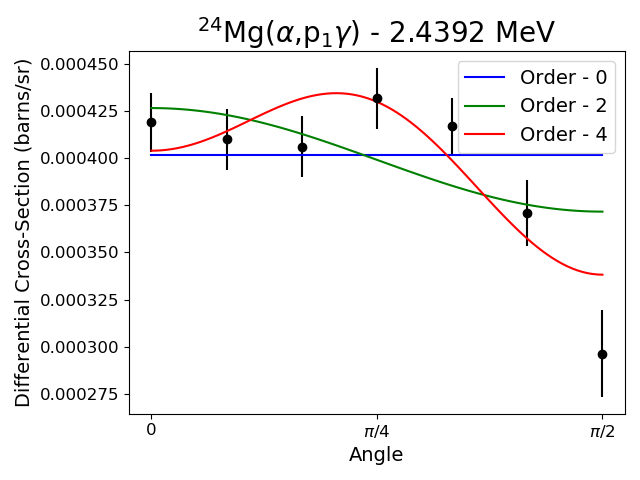 ²⁴Mg(α,p₁γ) - 2.4392 MeV
Differential Cross-Section (barns/sr)
0.000450
0.000425
0.000400
0.000375
0.000350
0.000325
0.000300
0.000275
Order - 0
Order - 2
Order - 4
0
π/4
π/2
Angle